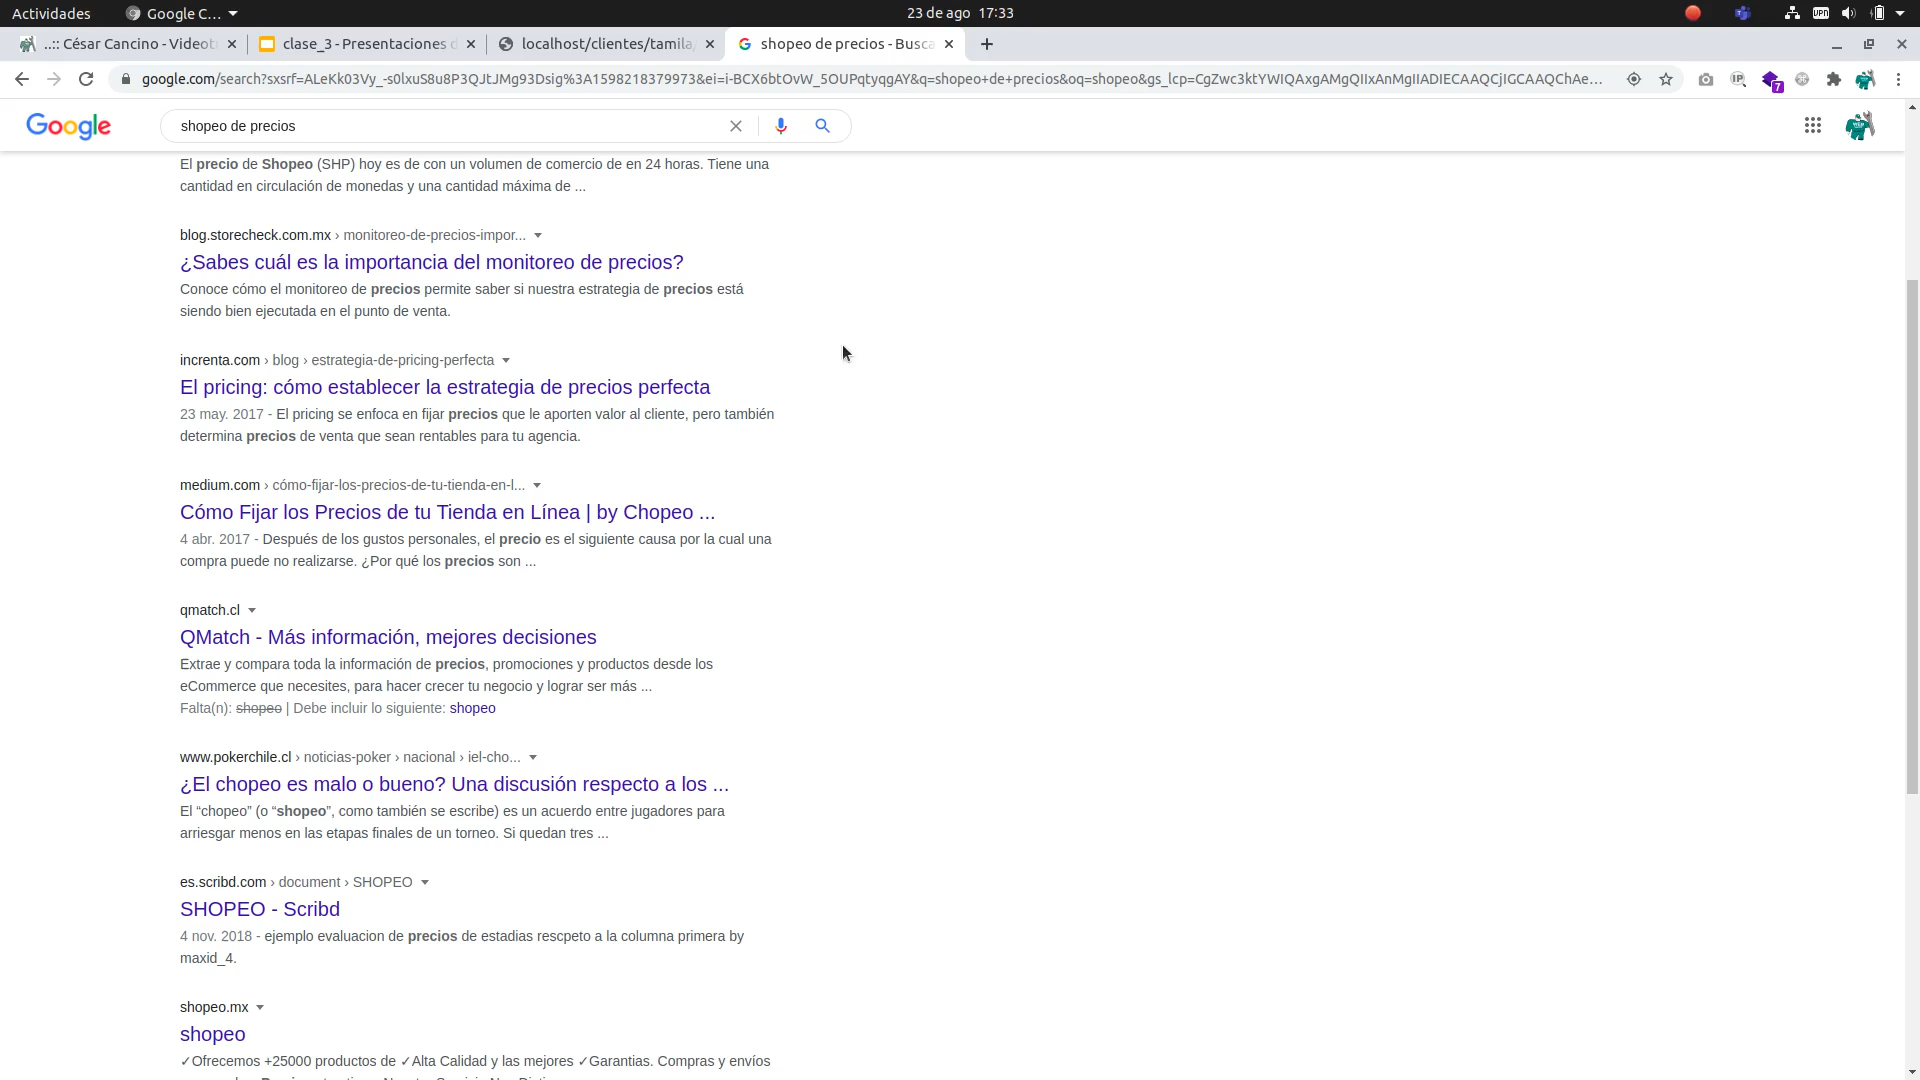 Actividades
Google C…
23 de ago 17:33
VPN
..:: César Cancino - Videot
clase_3 - Presentaciones d
localhost/clientes/tamila/
shopeo de precios - Busca
google.com/search?sxsrf=ALeKk03Vy_-s0lxuS8u8P3QJtJMg93Dsig%3A1598218379973&ei=i-BCX6btOvW_5OUPqtyqgAY&q=shopeo+de+precios&oq=shopeo&gs_lcp=CgZwc3ktYWIQAxgAMgQIIxAnMgIIADIECAAQCjIGCAAQChAe...
IP
7
Google
shopeo de precios
El precio de Shopeo (SHP) hoy es de con un volumen de comercio de en 24 horas. Tiene una
cantidad en circulación de monedas y una cantidad máxima de ...
blog.storecheck.com.mx › monitoreo-de-precios-impor...
¿Sabes cuál es la importancia del monitoreo de precios?
Conoce cómo el monitoreo de precios permite saber si nuestra estrategia de precios está
siendo bien ejecutada en el punto de venta.
increnta.com › blog › estrategia-de-pricing-perfecta
El pricing: cómo establecer la estrategia de precios perfecta
23 may. 2017 - El pricing se enfoca en fijar precios que le aporten valor al cliente, pero también
determina precios de venta que sean rentables para tu agencia.
medium.com › cómo-fijar-los-precios-de-tu-tienda-en-l...
Cómo Fijar los Precios de tu Tienda en Línea | by Chopeo ...
4 abr. 2017 - Después de los gustos personales, el precio es el siguiente causa por la cual una
compra puede no realizarse. ¿Por qué los precios son ...
qmatch.cl
QMatch - Más información, mejores decisiones
Extrae y compara toda la información de precios, promociones y productos desde los
eCommerce que necesites, para hacer crecer tu negocio y lograr ser más ...
Falta(n): shopeo | Debe incluir lo siguiente: shopeo
www.pokerchile.cl › noticias-poker › nacional › iel-cho...
¿El chopeo es malo o bueno? Una discusión respecto a los ...
El “chopeo” (o “shopeo”, como también se escribe) es un acuerdo entre jugadores para
arriesgar menos en las etapas finales de un torneo. Si quedan tres ...
es.scribd.com › document › SHOPEO
SHOPEO - Scribd
4 nov. 2018 - ejemplo evaluacion de precios de estadias rescpeto a la columna primera by
maxid_4.
shopeo.mx
shopeo
✓Ofrecemos +25000 productos de ✓Alta Calidad y las mejores ✓Garantias. Compras y envíos